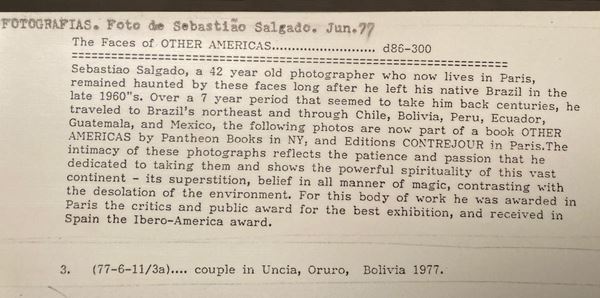 FOTOGRAFIAS. Foto de Sebastião Salgado. Jun.77
The Faces of OTHER AMERICAS.......................... d86-300
================================================================
Sebastiao Salgado, a 42 year old photographer who now lives in Paris,
remained haunted by these faces long after he left his native Brazil in the
late 1960"s. Over a 7 year period that seemed to take him back centuries, he
traveled to Brazil's northeast and through Chile, Bolivia, Peru, Ecuador,
Guatemala, and Mexico, the following photos are now part of a book OTHER
AMERICAS by Pantheon Books in NY, and Editions CONTREJOUR in Paris.The
intimacy of these photographs reflects the patience and passion that he
dedicated to taking them and shows the powerful spirituality of this vast
continent - its superstition, belief in all manner of magic, contrasting with
the desolation of the environment. For this body of work he was awarded in
Paris the critics and public award for the best exhibition, and received in
Spain the Ibero-America award.
3. (77-6-11/3a).... couple in Uncia, Oruro, Bolivia 1977.